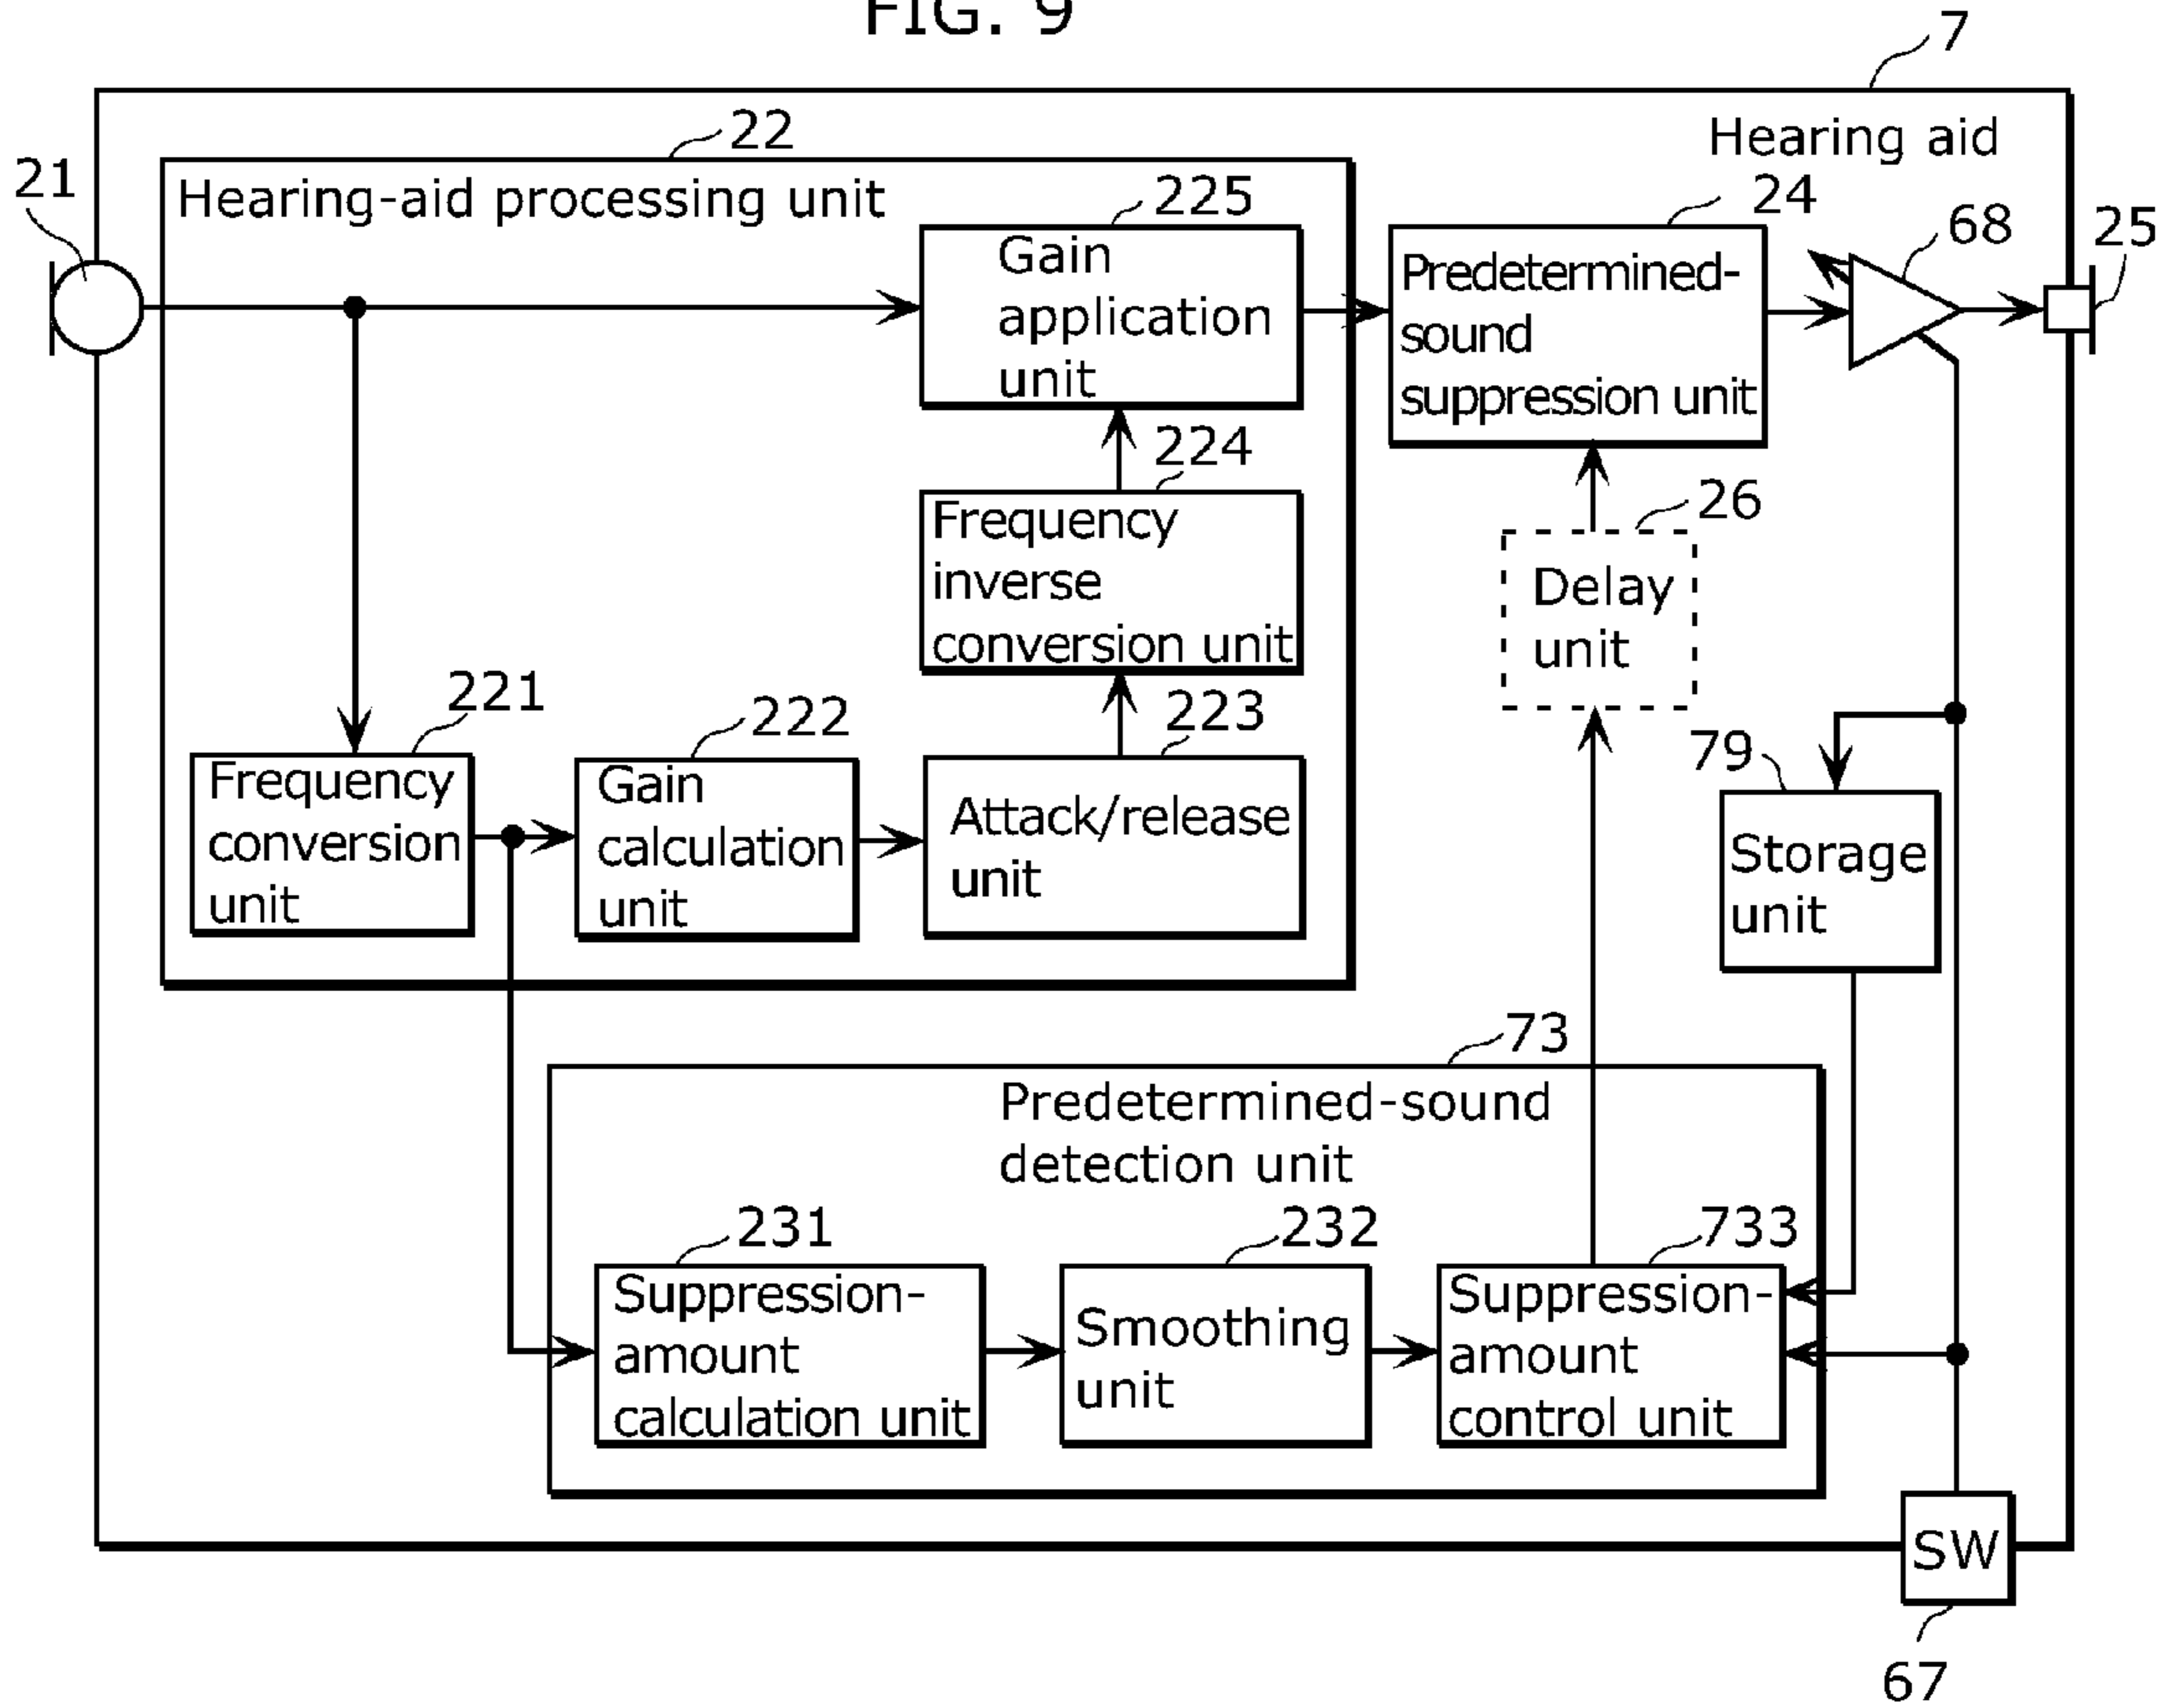 FIG. 9
7
Hearing aid
22
21
Hearing-aid processing unit
225
24
68
25
Gain
application
unit
Predetermined-
sound
suppression unit
224
26
Frequency
inverse
conversion unit
Delay
unit
221
222
223
79
Frequency
conversion
unit
Gain
calculation
unit
Attack/release
unit
Storage
unit
73
Predetermined-sound
detection unit
231
232
733
Suppression-
amount
calculation unit
Smoothing
unit
Suppression-
amount
control unit
SW
67